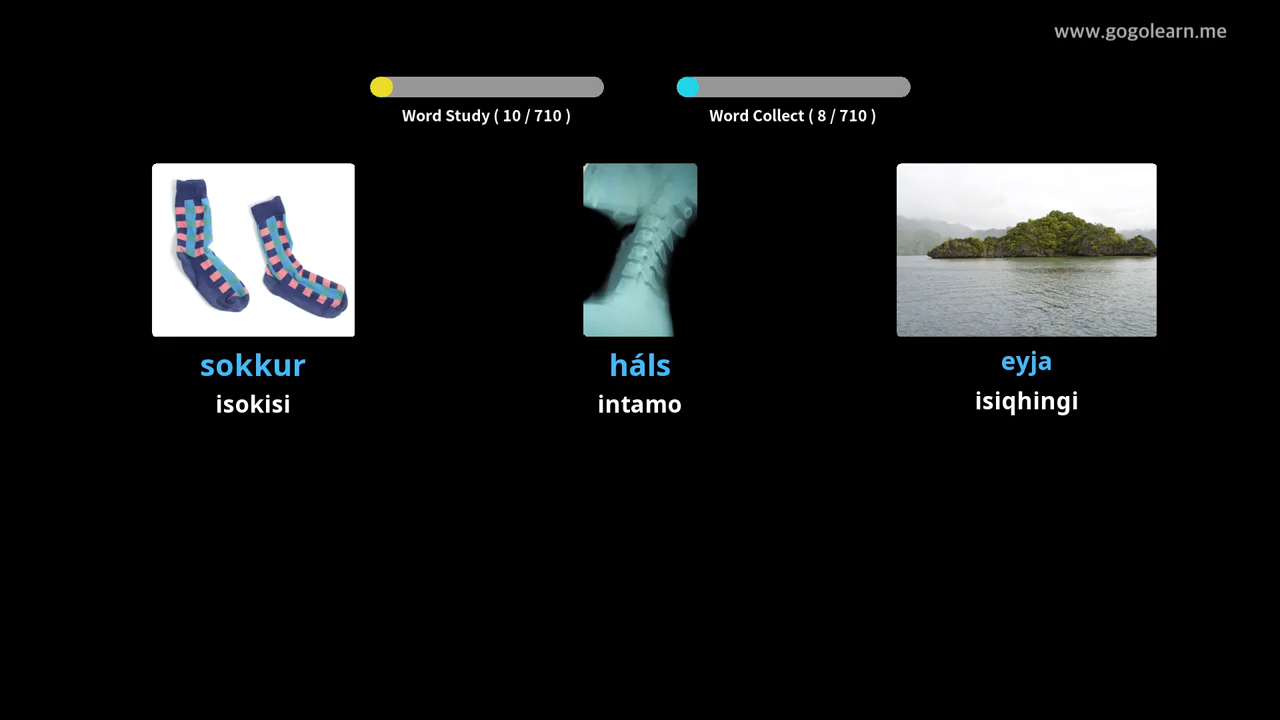 www.gogolearn.me
Word Study ( 10 / 710 )
Word Collect ( 8 / 710 )
sokkur
isokisi
háls
intamo
eyja
isiqhingi